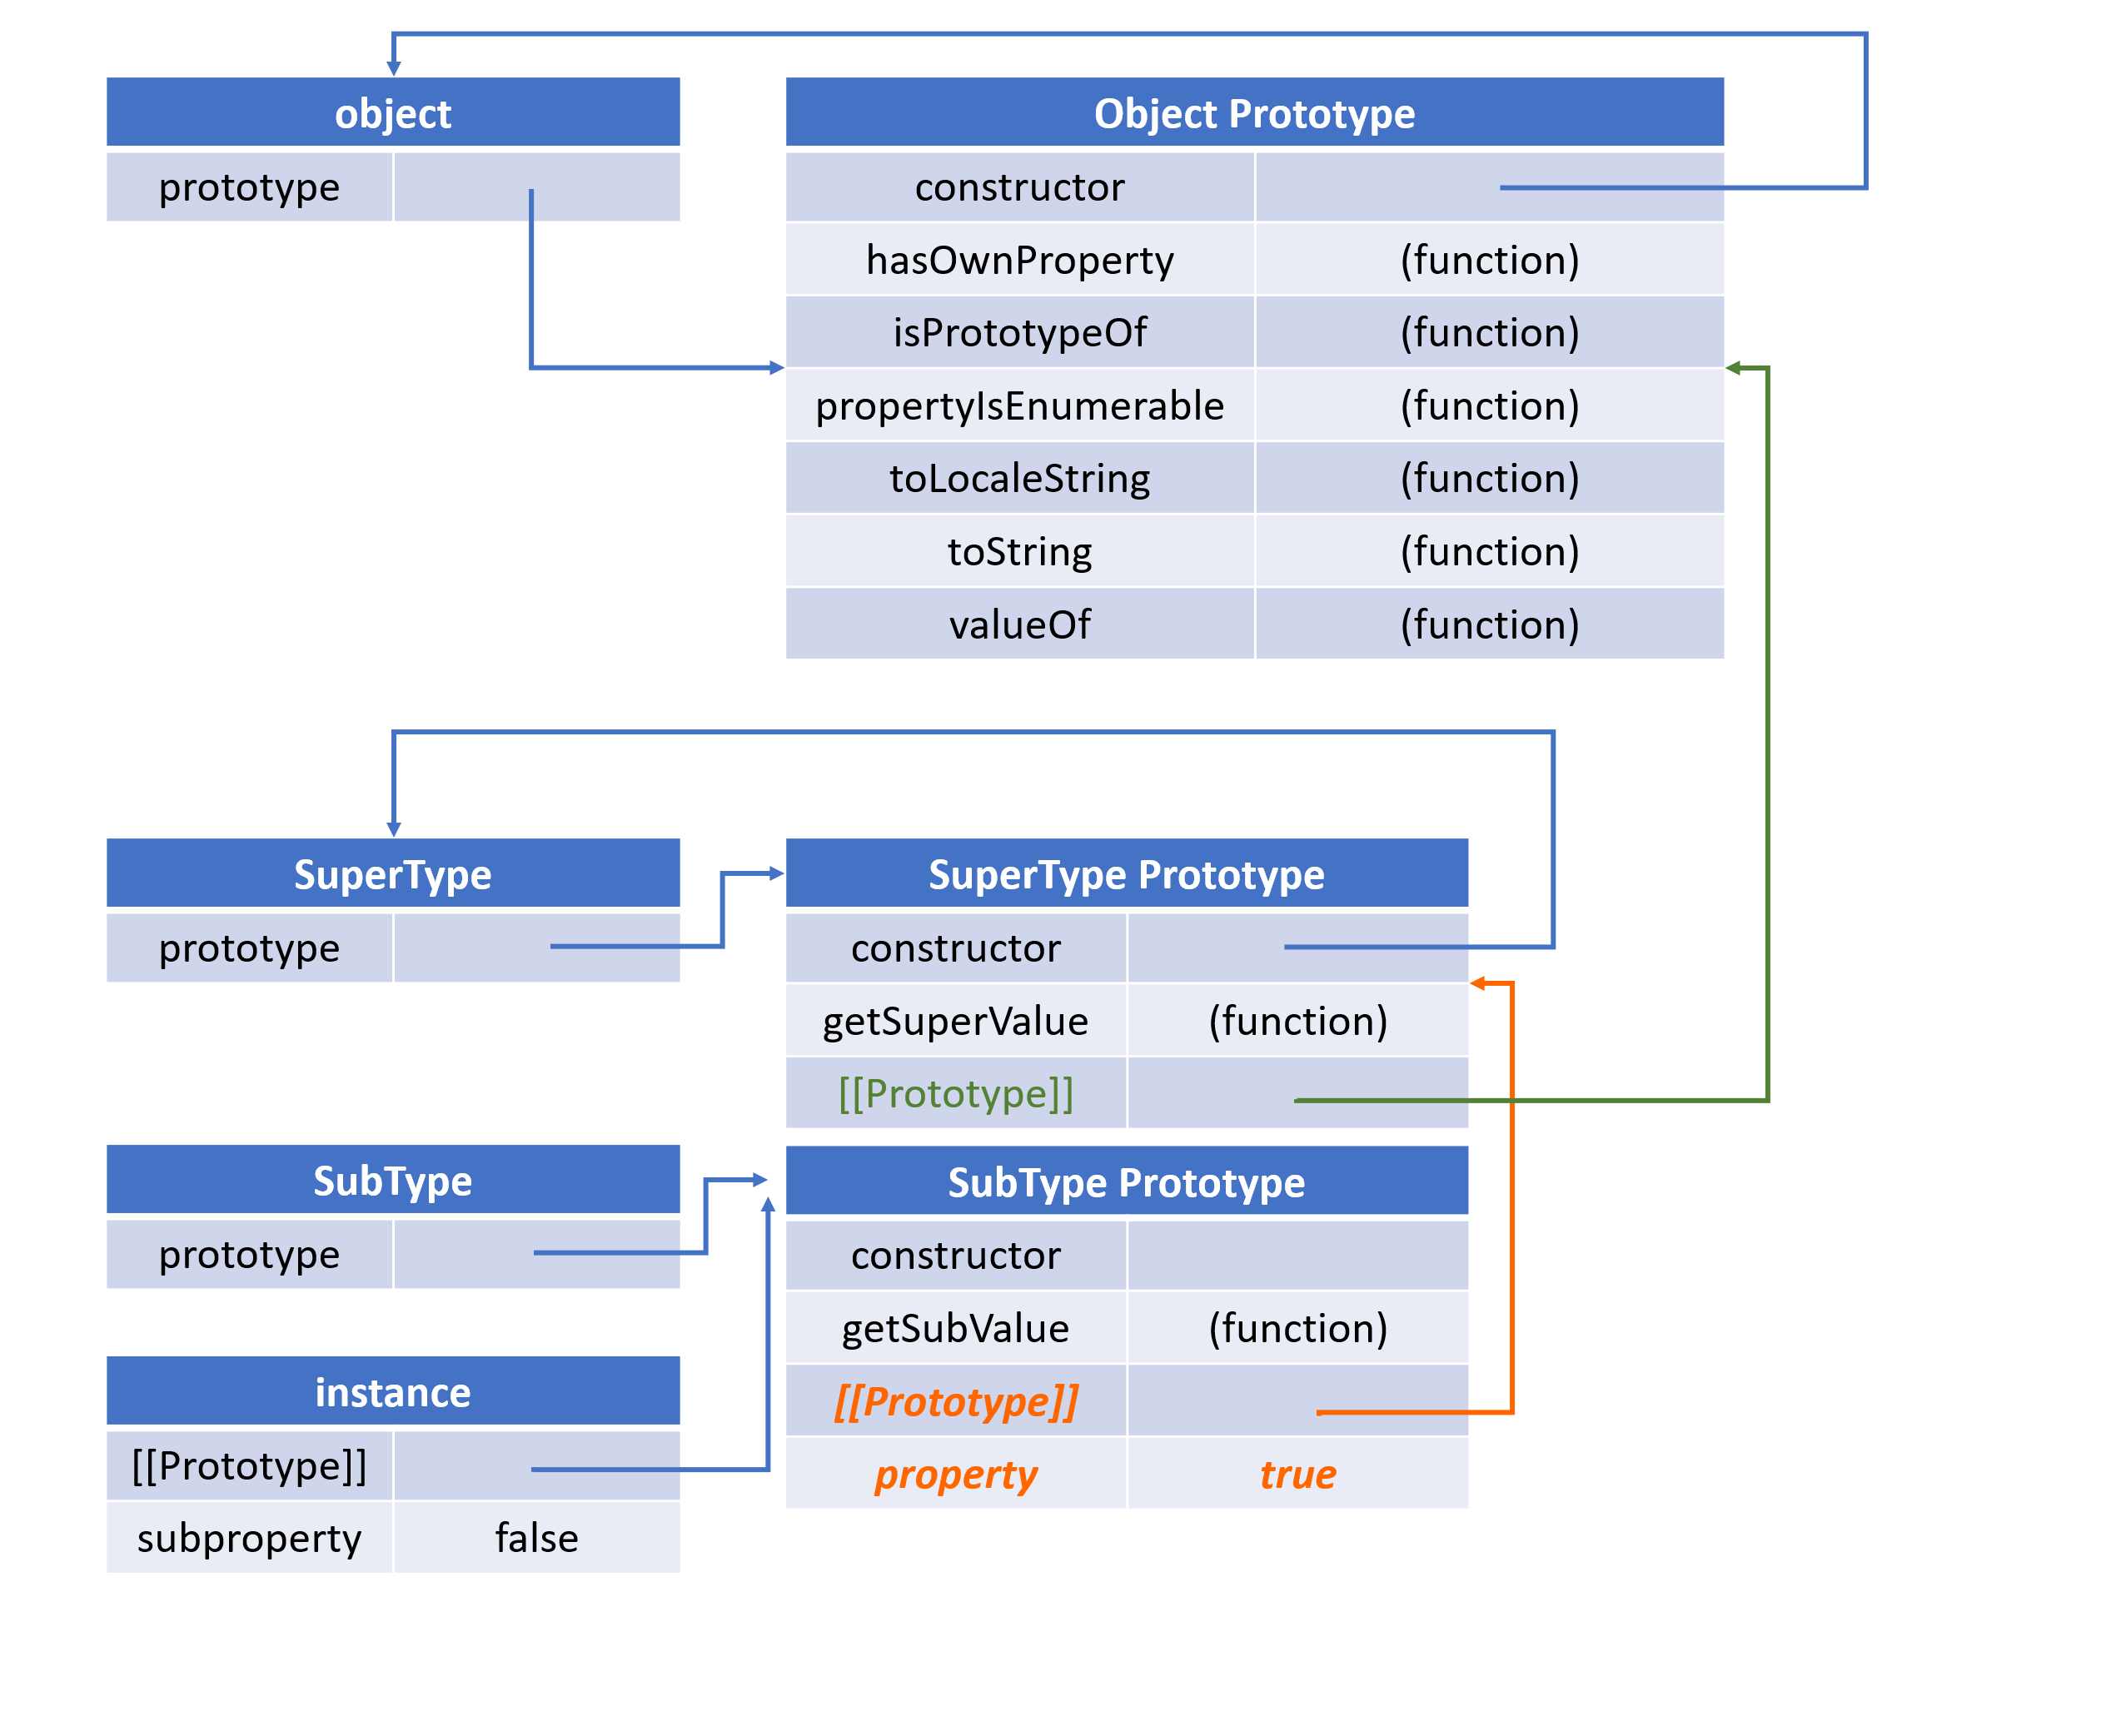 object
prototype
Object Prototype
constructor
hasOwnProperty (function)
isPrototypeOf (function)
propertyIsEnumerable (function)
toLocaleString (function)
toString (function)
valueOf (function)
SuperType
prototype
SuperType Prototype
constructor
getSuperValue (function)
[[Prototype]]
SubType
prototype
SubType Prototype
constructor
getSubValue (function)
[[Prototype]]
property true
instance
[[Prototype]]
subproperty false